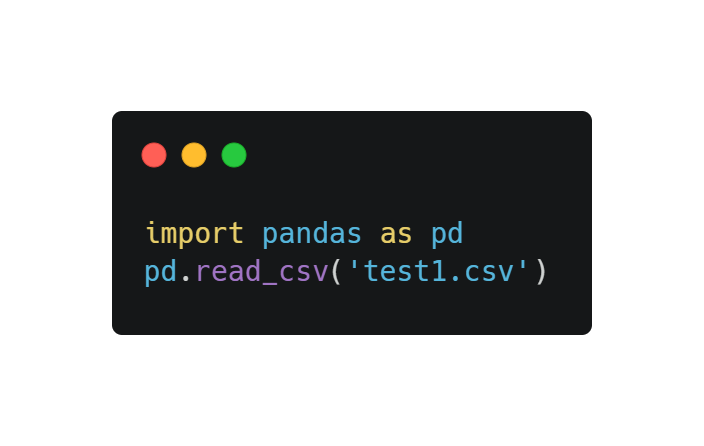 import pandas as pd
pd.read_csv('test1.csv')